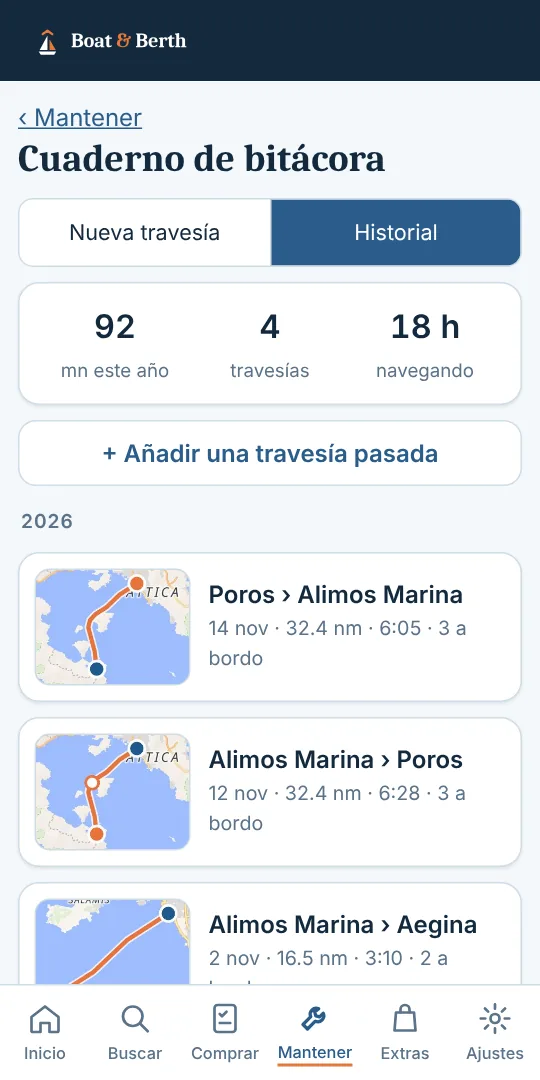 Boat & Berth
‹ Mantener
Cuaderno de bitácora
Nueva travesía
Historial
92
mn este año
4
travesías
18 h
navegando
+ Añadir una travesía pasada
2026
ATTICA
Poros › Alimos Marina
14 nov · 32.4 nm · 6:05 · 3 a
bordo
ATTICA
Alimos Marina › Poros
12 nov · 32.4 nm · 6:28 · 3 a
bordo
SALAMIS
Alimos Marina › Aegina
2 nov · 16.5 nm · 3:10 · 2 a
Inicio
Buscar
Comprar
Mantener
Extras
Ajustes